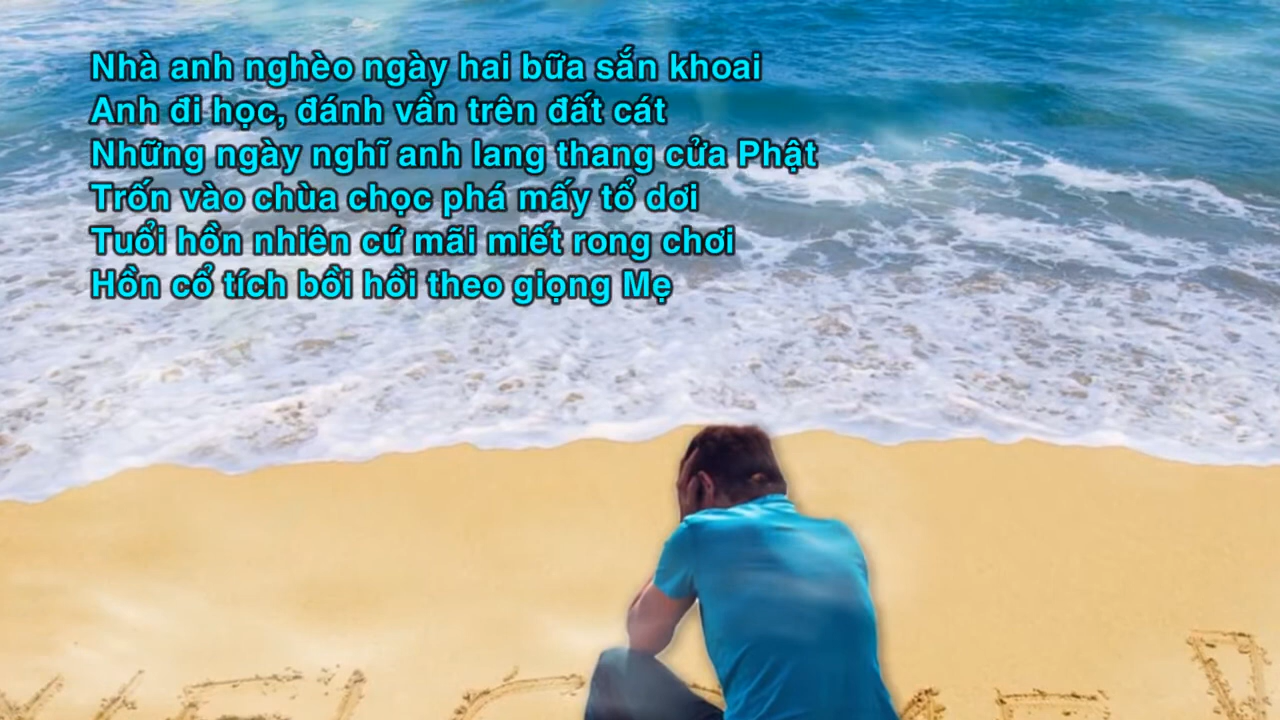 Nhà anh nghèo ngày hai bữa sắn khoai
Anh đi học, đánh vần trên đất cát
Những ngày nghĩ anh lang thang cửa Phật
Trốn vào chùa chọc phá mấy tổ dơi
Tuổi hồn nhiên cứ mãi miết rong chơi
Hồn cổ tích bồi hồi theo giọng Mẹ